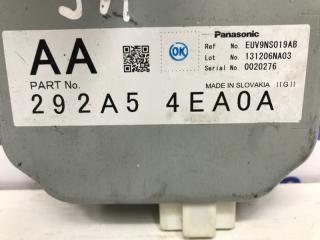 AA
PART No.
292A5 4EA0A
OK
Panasonic
Ref No. EUV9NS019AB
Lot No. 131206NA03
Serial No. 0020276
MADE IN SLOVAKIA IIGII